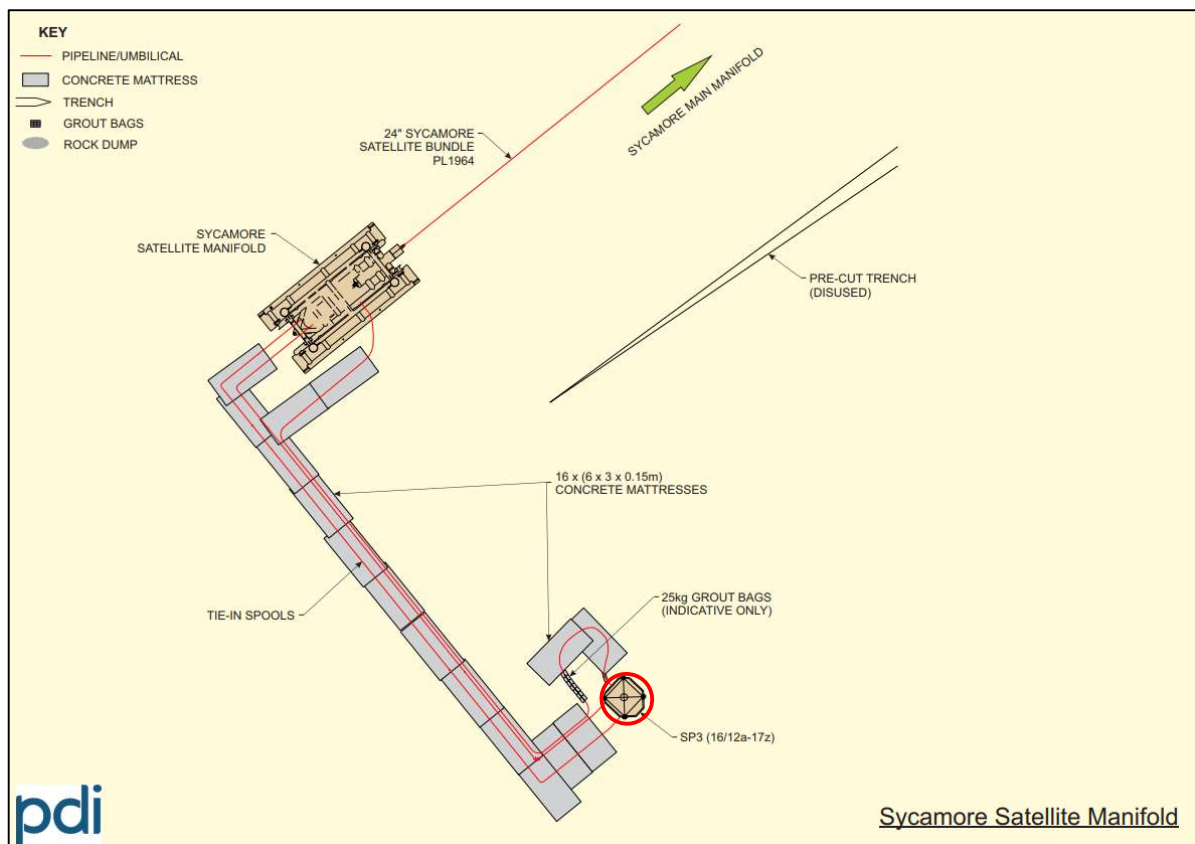 KEY
PIPELINE/UMBILICAL
CONCRETE MATTRESS
TRENCH
GROUT BAGS
ROCK DUMP
SYCAMORE MAIN MANIFOLD
24" SYCAMORE
SATELLITE BUNDLE
PL1964
SYCAMORE
SATELLITE MANIFOLD
PRE-CUT TRENCH
(DISUSED)
16 x (6 x 3 x 0.15m)
CONCRETE MATTRESSES
TIE-IN SPOOLS
25kg GROUT BAGS
(INDICATIVE ONLY)
SP3 (16/12a-17z)
pdi
Sycamore Satellite Manifold